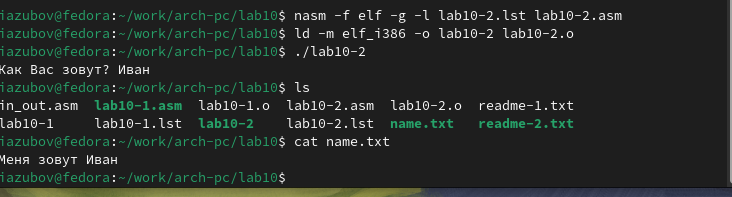 iazubov@fedora:~/work/arch-pc/lab10$ nasm -f elf -g -l lab10-2.lst lab10-2.asm
iazubov@fedora:~/work/arch-pc/lab10$ ld -m elf_i386 -o lab10-2 lab10-2.o
iazubov@fedora:~/work/arch-pc/lab10$ ./lab10-2
Как Вас зовут? Иван
iazubov@fedora:~/work/arch-pc/lab10$ ls
in_out.asm  lab10-1.asm  lab10-1.o  lab10-2.asm  lab10-2.o  readme-1.txt
lab10-1  lab10-1.lst  lab10-2  lab10-2.lst  name.txt  readme-2.txt
iazubov@fedora:~/work/arch-pc/lab10$ cat name.txt
Меня зовут Иван
iazubov@fedora:~/work/arch-pc/lab10$